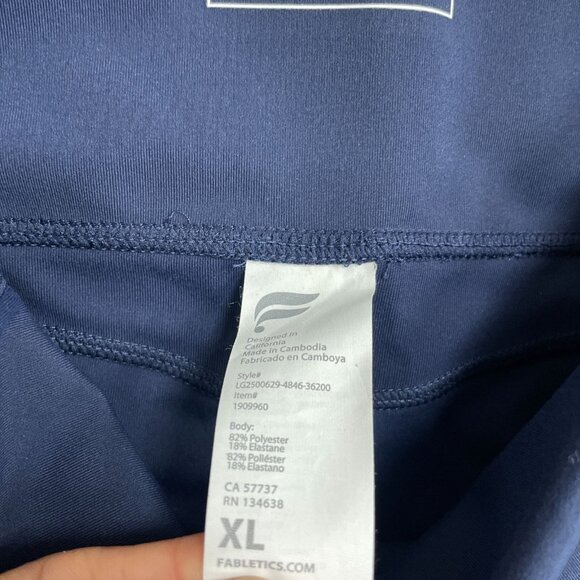 Designed in
California
Made in Cambodia
Fabricado en Camboya
Style#
LG2500629-4846-36200
Item#
1909960
Body:
82% Polyester
18% Elastane
82% Poliéster
18% Elastano
CA 57737
RN 134638
XL
FABLETICS.COM